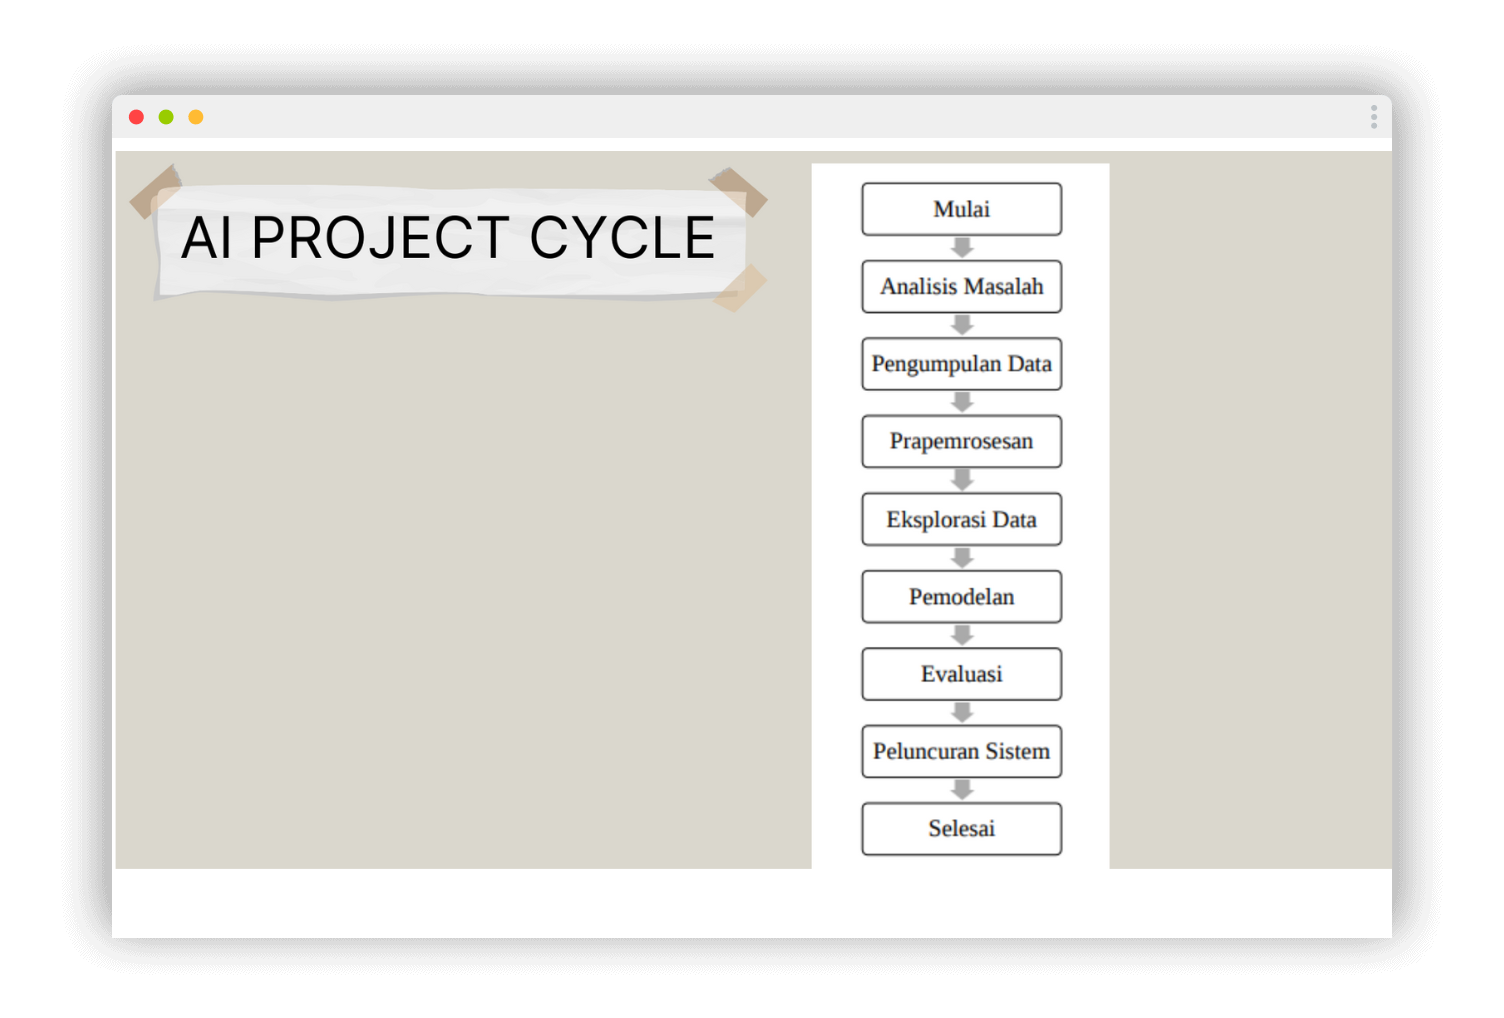 AI PROJECT CYCLE
Mulai
Analisis Masalah
Pengumpulan Data
Prapemrosesan
Eksplorasi Data
Pemodelan
Evaluasi
Peluncuran Sistem
Selesai